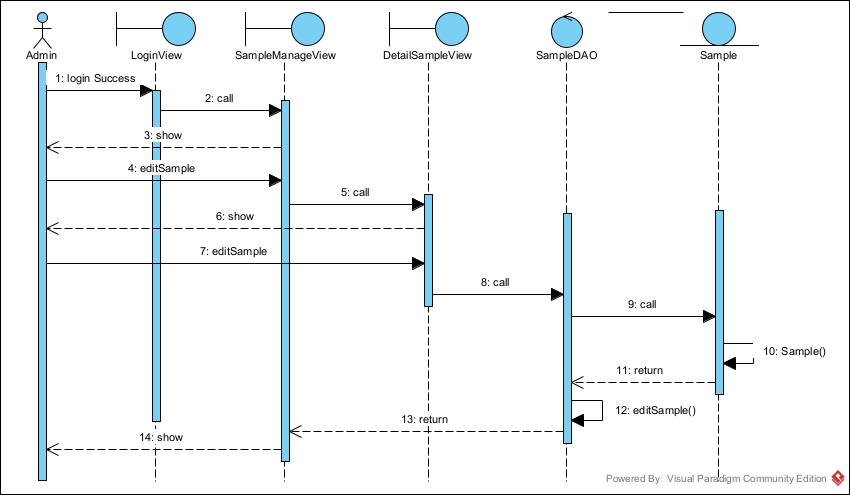 Admin
LoginView
SampleManageView
DetailSampleView
SampleDAO
Sample
1: login Success
2: call
3: show
4: editSample
5: call
6: show
7: editSample
8: call
9: call
10: Sample()
11: return
12: editSample()
13: return
14: show
Powered By Visual Paradigm Community Edition